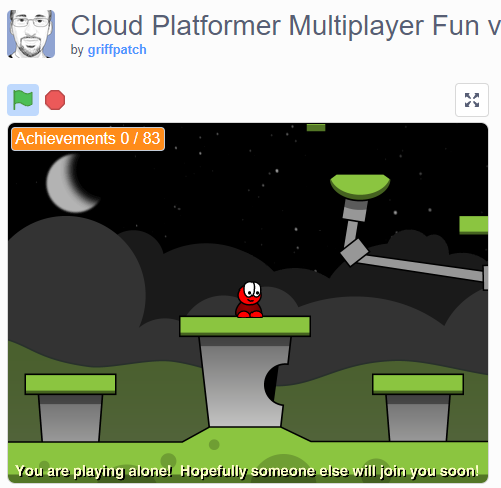 Cloud Platformer Multiplayer Fun v
by griffpatch
Achievements 0 / 83
You are playing alone!  Hopefully someone else will join you soon!